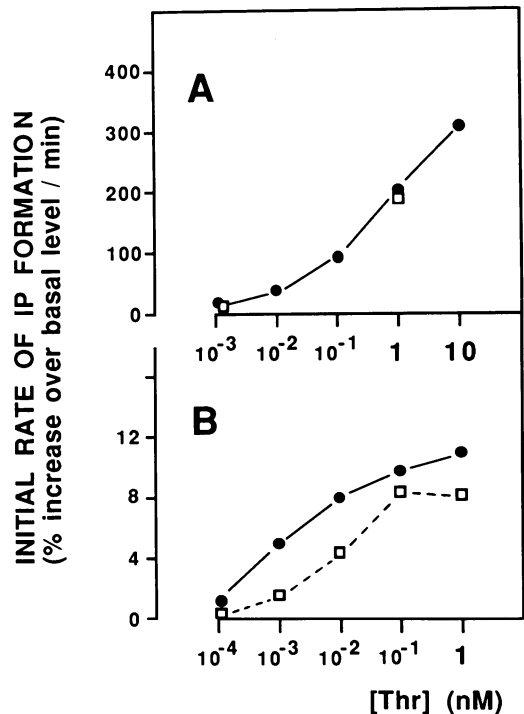 INITIAL RATE OF IP FORMATION
(% increase over basal level / min)
A
400
300
200
100
0
10-3 10-2 10-1 1 10
B
12
8
4
0
10-4 10-3 10-2 10-1 1
[Thr] (nM)